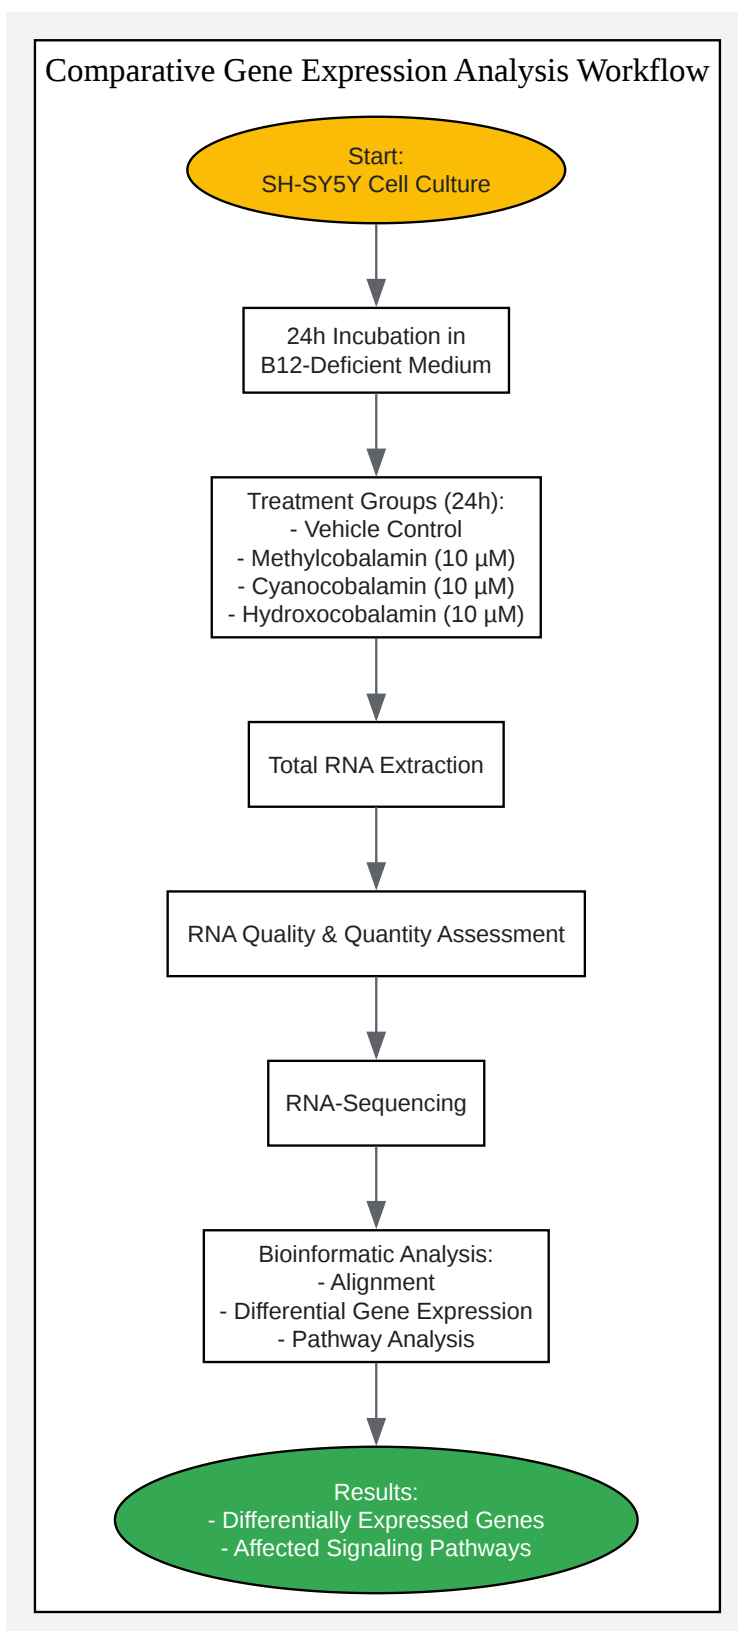 Comparative Gene Expression Analysis Workflow
Start:
SH-SY5Y Cell Culture
24h Incubation in
B12-Deficient Medium
Treatment Groups (24h):
- Vehicle Control
- Methylcobalamin (10 µM)
- Cyanocobalamin (10 µM)
- Hydroxocobalamin (10 µM)
Total RNA Extraction
RNA Quality & Quantity Assessment
RNA-Sequencing
Bioinformatic Analysis:
- Alignment
- Differential Gene Expression
- Pathway Analysis
Results:
- Differentially Expressed Genes
- Affected Signaling Pathways